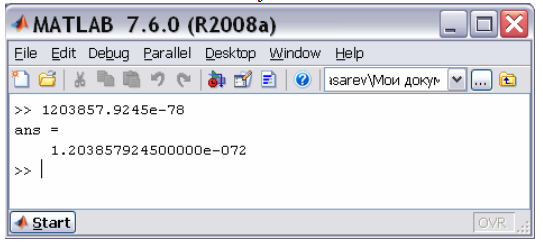 MATLAB 7.6.0 (R2008a)
File Edit Debug Parallel Desktop Window Help
isarev\Мои докум ...
>> 1203857.9245e-78
ans =
1.203857924500000e-072
>>
Start OVR